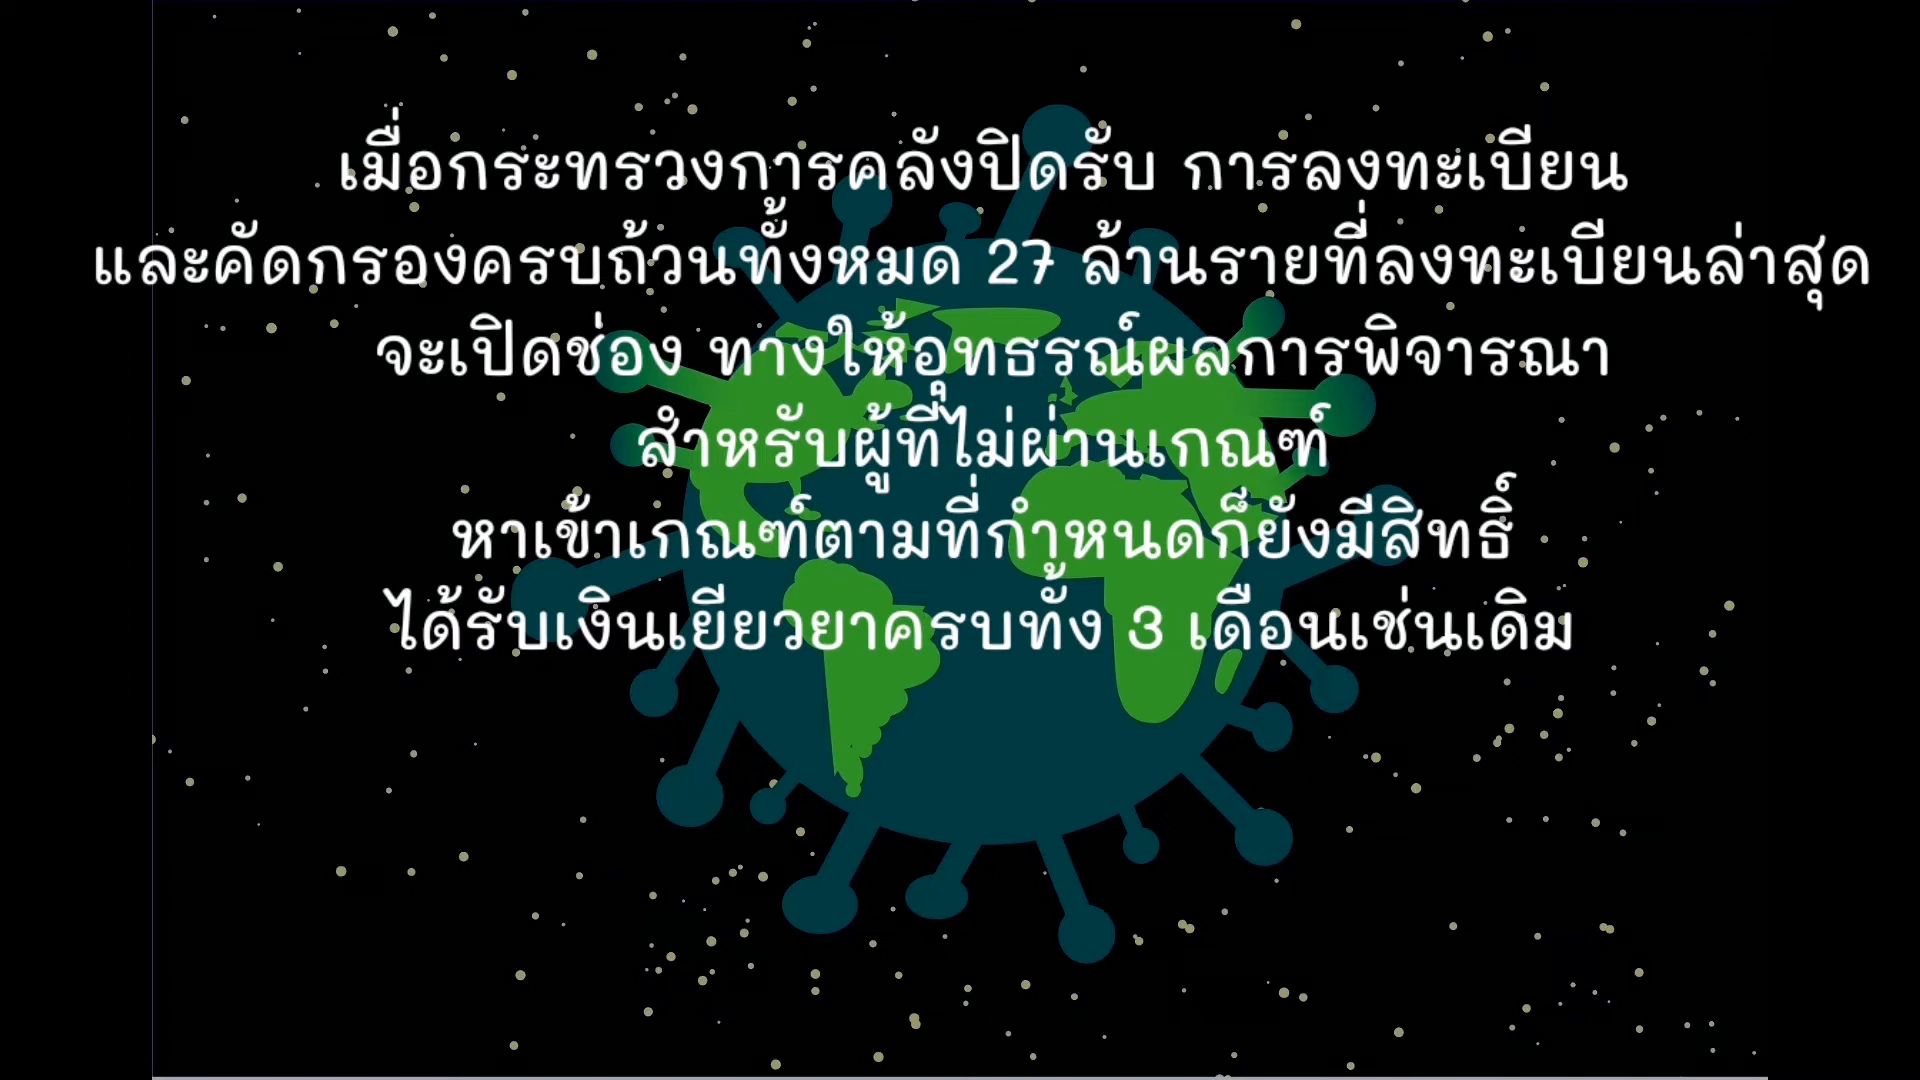 เมื่อกระทรวงการคลังปิดรับ การลงทะเบียน
และคัดกรองครบถ้วนทั้งหมด 27 ล้านรายที่ลงทะเบียนล่าสุด
จะเปิดช่อง ทางให้อุทธรณ์ผลการพิจารณา
สำหรับผู้ที่ไม่ผ่านเกณฑ์
หาเข้าเกณฑ์ตามที่กำหนดก็ยังมีสิทธิ์
ได้รับเงินเยียวยาครบทั้ง 3 เดือนเช่นเดิม